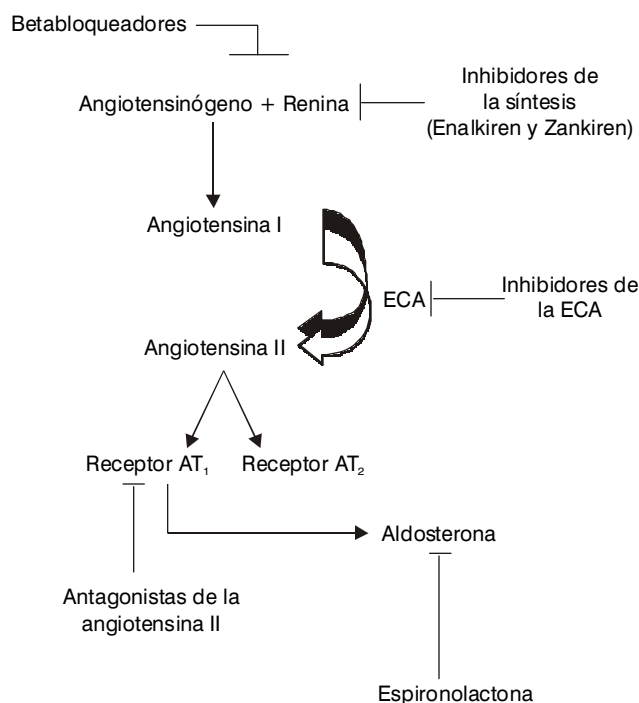 Betabloqueadores
Angiotensinógeno + Renina
Inhibidores de
la síntesis
(Enalkiren y Zankiren)
Angiotensina I
ECA
Inhibidores de
la ECA
Angiotensina II
Receptor AT₁
Receptor AT₂
Aldosterona
Antagonistas de la
angiotensina II
Espironolactona